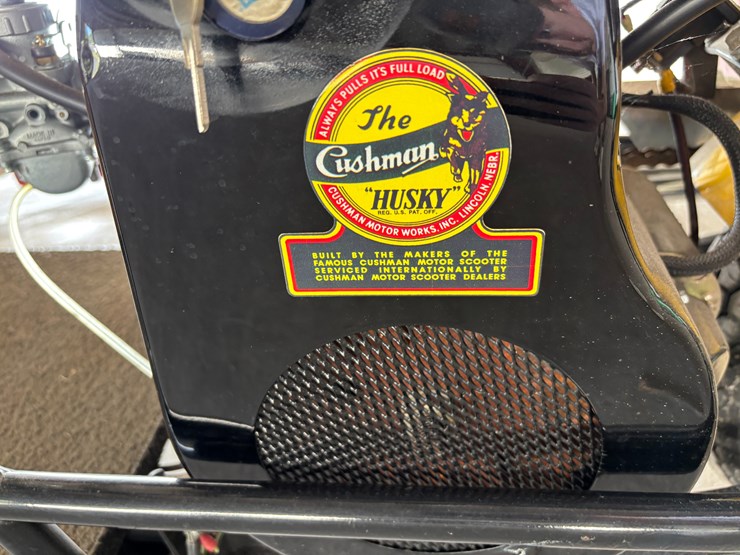 ALWAYS PULLS IT'S FULL LOAD
The
Cushman
"HUSKY"
REG. U.S. PAT. OFF.
CUSHMAN MOTOR WORKS, INC. LINCOLN, NEBR.
BUILT BY THE MAKERS OF THE
FAMOUS CUSHMAN MOTOR SCOOTER
SERVICED INTERNATIONALLY BY
CUSHMAN MOTOR SCOOTER DEALERS